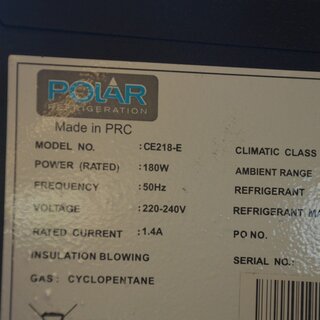 POLAR
REFRIGERATION
Made in PRC
MODEL NO. :CE218-E
POWER (RATED) :180W
FREQUENCY :50Hz
VOLTAGE :220-240V
RATED CURRENT :1.4A
INSULATION BLOWING
GAS: CYCLOPENTANE
CLIMATIC CLASS
AMBIENT RANGE
REFRIGERANT
REFRIGERANT MA
PO NO.
SERIAL NO.: